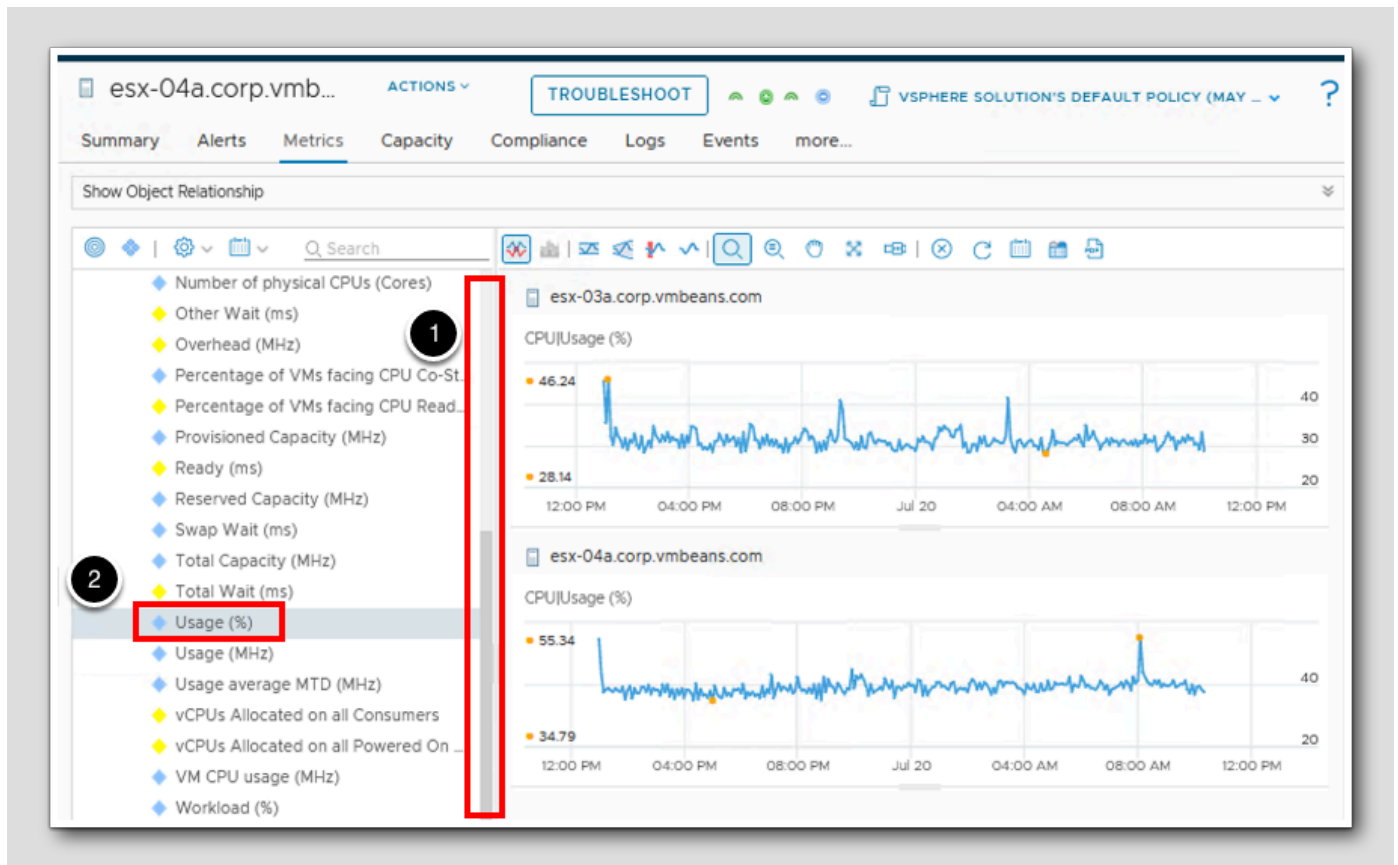 esx-04a.corp.vmb...
ACTIONS
TROUBLESHOOT
VSPHERE SOLUTION'S DEFAULT POLICY (MAY ...
?
Summary Alerts Metrics Capacity Compliance Logs Events more...
Show Object Relationship
Search
Number of physical CPUs (Cores)
Other Wait (ms)
1
Overhead (MHz)
Percentage of VMs facing CPU Co-St...
Percentage of VMs facing CPU Read...
Provisioned Capacity (MHz)
Ready (ms)
Reserved Capacity (MHz)
Swap Wait (ms)
Total Capacity (MHz)
2
Total Wait (ms)
Usage (%)
Usage (MHz)
Usage average MTD (MHz)
vCPUs Allocated on all Consumers
vCPUs Allocated on all Powered On ...
VM CPU usage (MHz)
Workload (%)
esx-03a.corp.vmbeans.com
CPU|Usage (%)
46.24
40
30
28.14
20
12:00 PM 04:00 PM 08:00 PM Jul 20 04:00 AM 08:00 AM 12:00 PM
esx-04a.corp.vmbeans.com
CPU|Usage (%)
55.34
40
34.79
20
12:00 PM 04:00 PM 08:00 PM Jul 20 04:00 AM 08:00 AM 12:00 PM